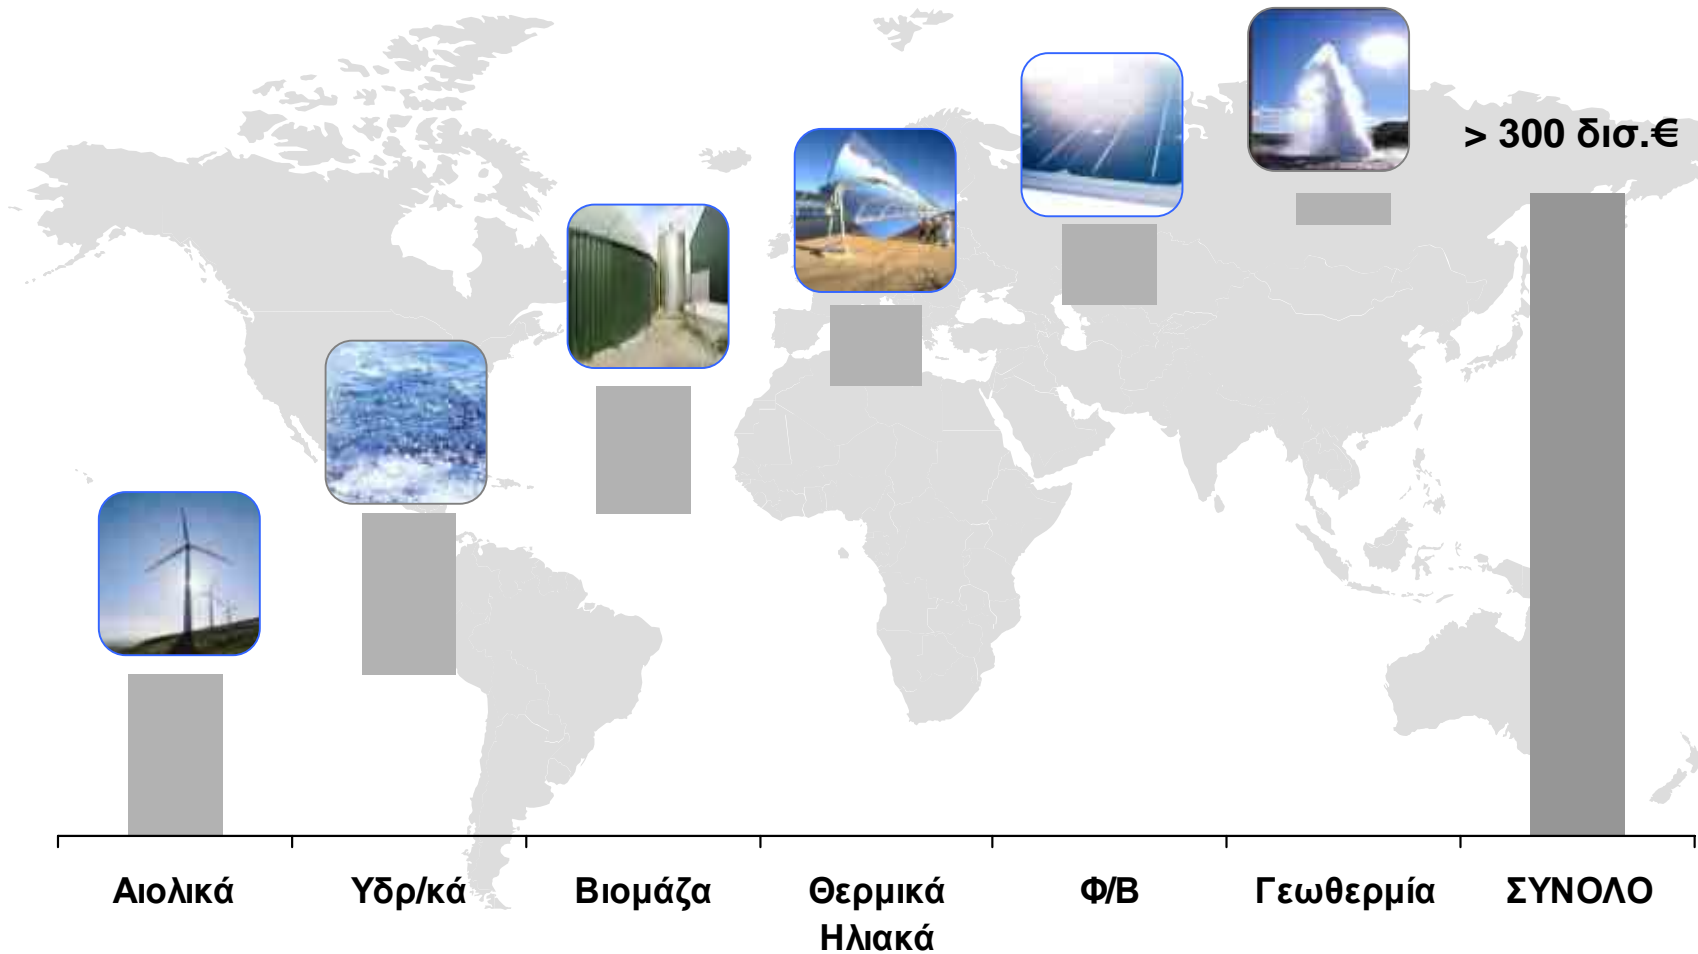 > 300 δισ.€
Αιολικά
Υδρ/κά
Βιομάζα
Θερμικά
Ηλιακά
Φ/Β
Γεωθερμία
ΣΥΝΟΛΟ